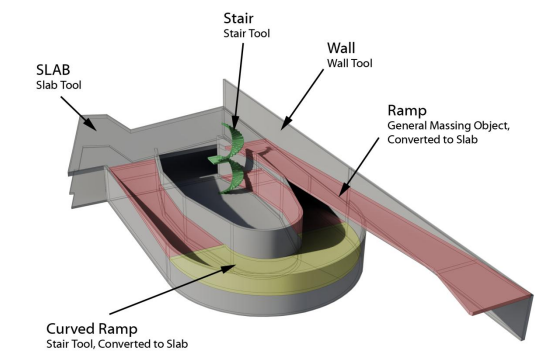 Stair
Stair Tool
Wall
Wall Tool
SLAB
Slab Tool
Ramp
General Massing Object,
Converted to Slab
Curved Ramp
Stair Tool, Converted to Slab